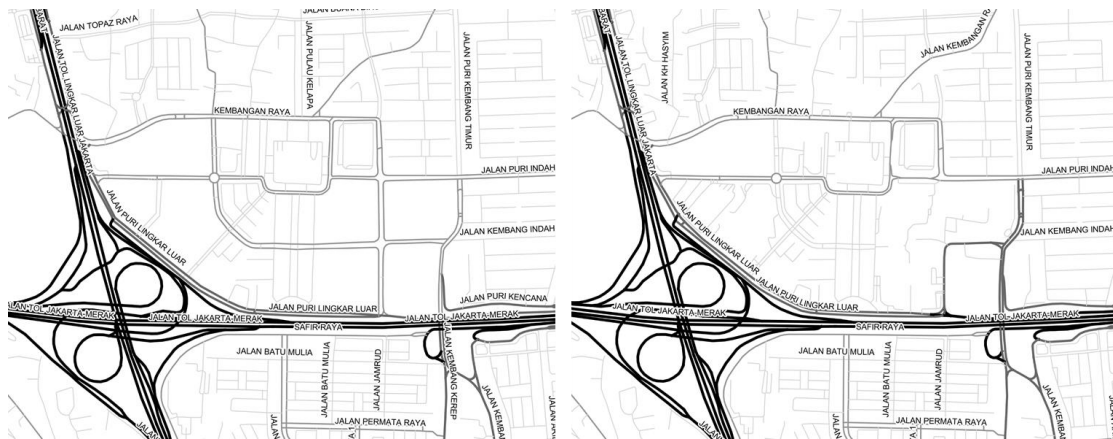 JALAN TOPAZ RAYA
JALAN TOL LINGKAR LUAR JAKARTA
JALAN PULAU KELAPA
JALAN PURI KEMBANG TIMUR
KEMBANGAN RAYA
JALAN PURI INDAH
JALAN PURI LINGKAR LUAR
JALAN KEMBANG INDAH
JALAN PURI KENCANA
JALAN PURI LINGKAR LUAR
JALAN TOL JAKARTA-MERAK
JALAN TOL JAKARTA-MERAK
SAFIR RAYA
JALAN BATU MULIA
JALAN BATU MULIA
JALAN JAMRUD
JALAN KEMBANG KEREP
JALAN PERMATA RAYA
JALAN KEMBANGAN
JALAN KH HASYIM
JALAN TOL LINGKAR LUAR JAKARTA
JALAN PURI KEMBANG TIMUR
KEMBANGAN RAYA
JALAN PURI INDAH
JALAN PURI LINGKAR LUAR
JALAN KEMBANG INDAH
JALAN PURI LINGKAR LUAR
JALAN TOL JAKARTA-MERAK
JALAN TOL JAKARTA-MERAK
SAFIR RAYA
JALAN BATU MULIA
JALAN BATU MULIA
JALAN JAMRUD
JALAN PERMATA RAYA